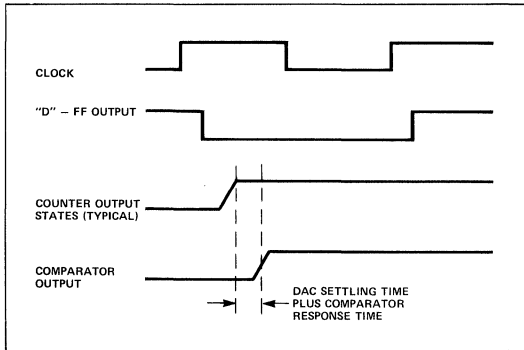 CLOCK
"D" – FF OUTPUT
COUNTER OUTPUT
STATES (TYPICAL)
COMPARATOR
OUTPUT
DAC SETTLING TIME
PLUS COMPARATOR
RESPONSE TIME